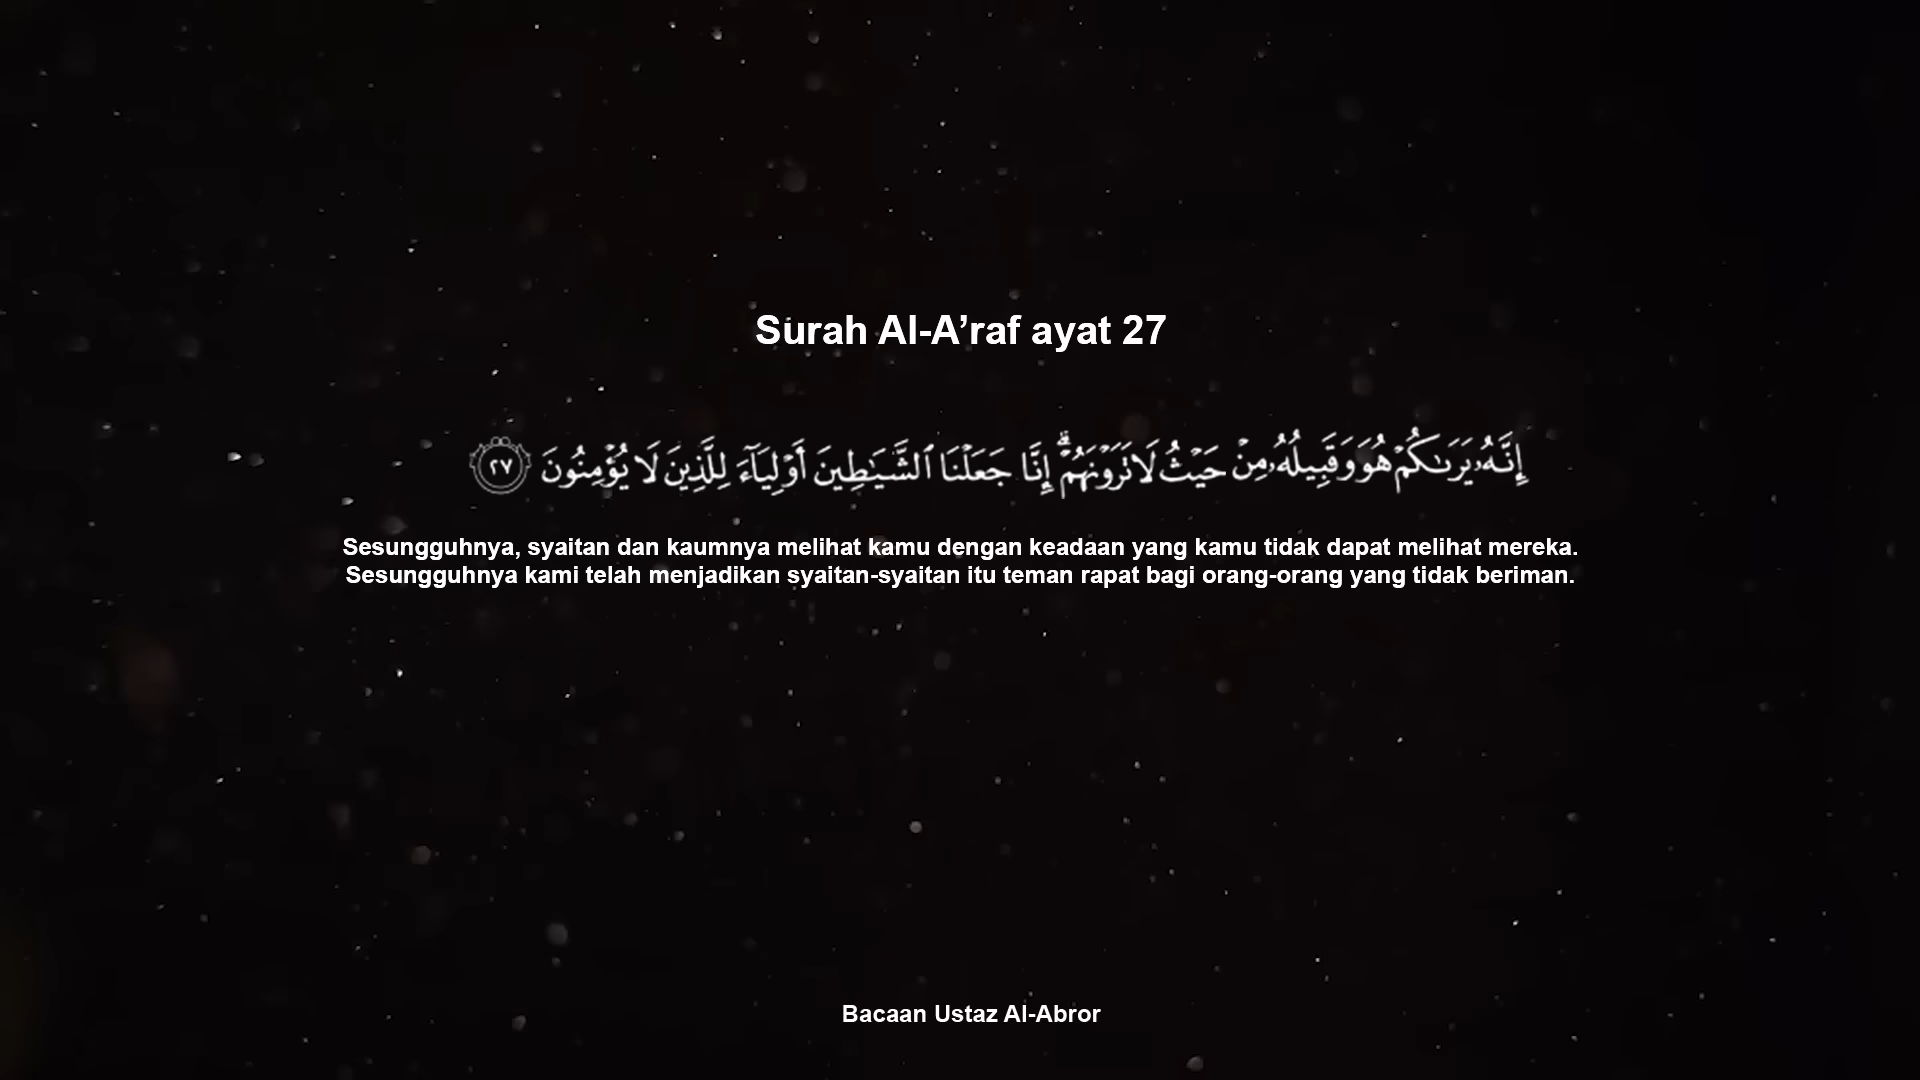 Surah Al-A’raf ayat 27
إِنَّهُۥ يَرَىٰكُمْ هُوَ وَقَبِيلُهُۥ مِنْ حَيْثُ لَا تَرَوْنَهُمْ ۗ إِنَّا جَعَلْنَا ٱلشَّيَـٰطِينَ أَوْلِيَآءَ لِلَّذِينَ لَا يُؤْمِنُونَ ٢٧
Sesungguhnya, syaitan dan kaumnya melihat kamu dengan keadaan yang kamu tidak dapat melihat mereka.
Sesungguhnya kami telah menjadikan syaitan-syaitan itu teman rapat bagi orang-orang yang tidak beriman.
Bacaan Ustaz Al-Abror